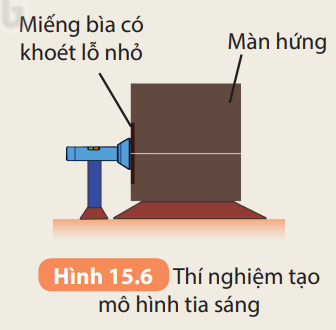 Miếng bìa có
khoét lỗ nhỏ
Màn hứng
Hình 15.6 Thí nghiệm tạo
mô hình tia sáng